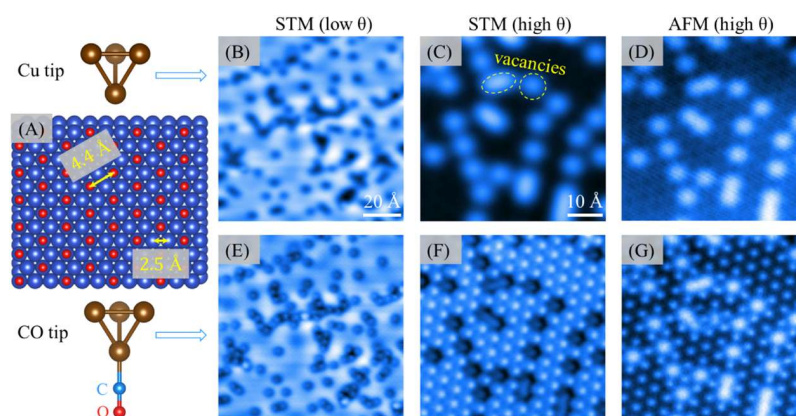 STM (low θ)
STM (high θ)
AFM (high θ)
Cu tip
(B)
(C)
vacancies
(D)
(A)
4.4 Å
20 Å
10 Å
2.5 Å
(E)
(F)
(G)
CO tip
C
O